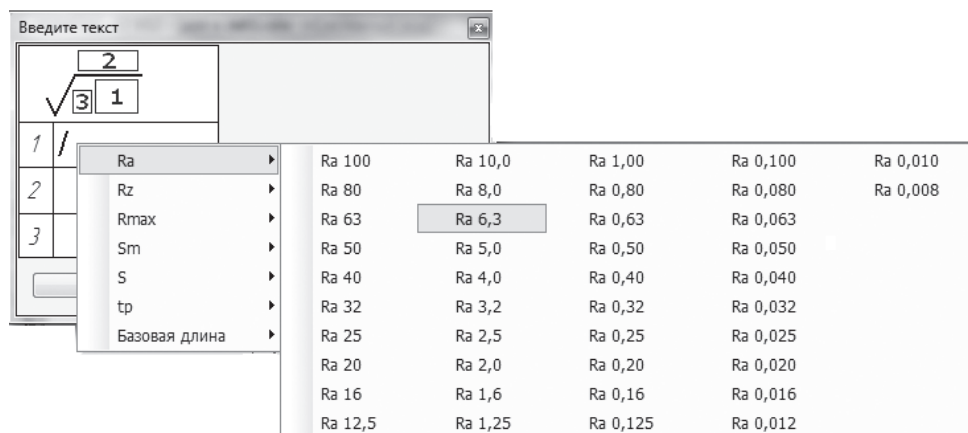 Введите текст
2
3 1
1
2
3
Ra
Rz
Rmax
Sm
S
tp
Базовая длина
Ra 100 Ra 10,0 Ra 1,00 Ra 0,100 Ra 0,010
Ra 80 Ra 8,0 Ra 0,80 Ra 0,080 Ra 0,008
Ra 63 Ra 6,3 Ra 0,63 Ra 0,063
Ra 50 Ra 5,0 Ra 0,50 Ra 0,050
Ra 40 Ra 4,0 Ra 0,40 Ra 0,040
Ra 32 Ra 3,2 Ra 0,32 Ra 0,032
Ra 25 Ra 2,5 Ra 0,25 Ra 0,025
Ra 20 Ra 2,0 Ra 0,20 Ra 0,020
Ra 16 Ra 1,6 Ra 0,16 Ra 0,016
Ra 12,5 Ra 1,25 Ra 0,125 Ra 0,012